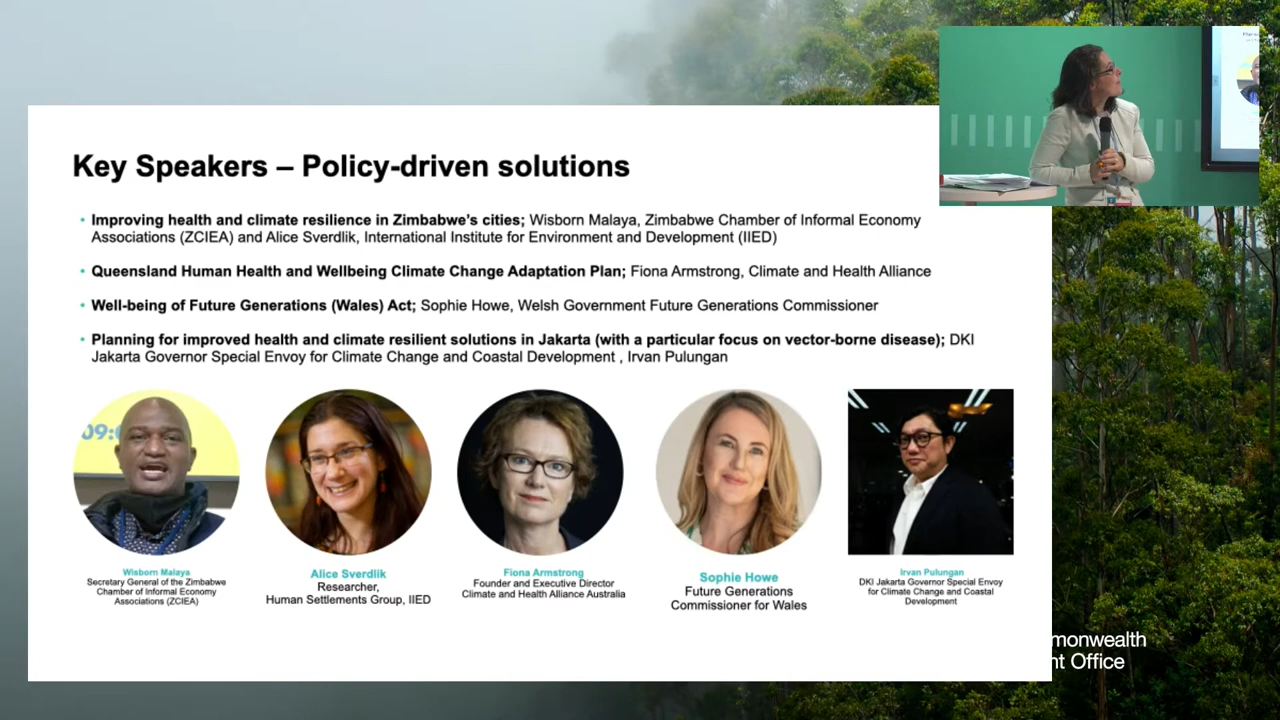 Key Speakers – Policy-driven solutions
• Improving health and climate resilience in Zimbabwe's cities; Wisborn Malaya, Zimbabwe Chamber of Informal Economy
Associations (ZCIEA) and Alice Sverdlik, International Institute for Environment and Development (IIED)
• Queensland Human Health and Wellbeing Climate Change Adaptation Plan; Fiona Armstrong, Climate and Health Alliance
• Well-being of Future Generations (Wales) Act; Sophie Howe, Welsh Government Future Generations Commissioner
• Planning for improved health and climate resilient solutions in Jakarta (with a particular focus on vector-borne disease); DKI
Jakarta Governor Special Envoy for Climate Change and Coastal Development , Irvan Pulungan
Wisborn Malaya
Secretary General of the Zimbabwe
Chamber of Informal Economy
Associations (ZCIEA)
Alice Sverdlik
Researcher,
Human Settlements Group, IIED
Fiona Armstrong
Founder and Executive Director
Climate and Health Alliance Australia
Sophie Howe
Future Generations
Commissioner for Wales
Irvan Pulungan
DKI Jakarta Governor Special Envoy
for Climate Change and Coastal
Development
monwealth
nt Office